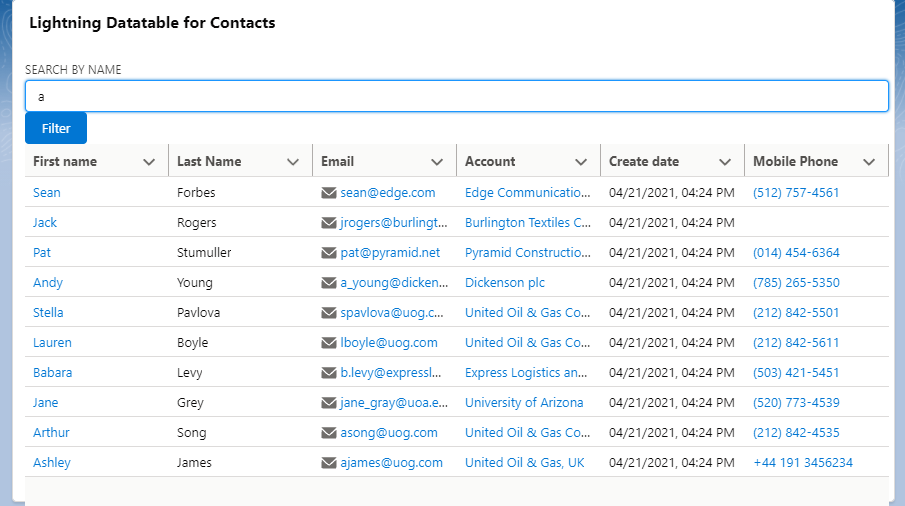 Lightning Datatable for Contacts
SEARCH BY NAME
a
Filter
First name Last Name Email Account Create date Mobile Phone
Sean Forbes sean@edge.com Edge Communicatio... 04/21/2021, 04:24 PM (512) 757-4561
Jack Rogers jrogers@burlingt... Burlington Textiles C... 04/21/2021, 04:24 PM
Pat Stumuller pat@pyramid.net Pyramid Constructio... 04/21/2021, 04:24 PM (014) 454-6364
Andy Young a_young@dicken... Dickenson plc 04/21/2021, 04:24 PM (785) 265-5350
Stella Pavlova spavlova@uog.c... United Oil & Gas Co... 04/21/2021, 04:24 PM (212) 842-5501
Lauren Boyle lboyle@uog.com United Oil & Gas Co... 04/21/2021, 04:24 PM (212) 842-5611
Babara Levy b.levy@expressl... Express Logistics an... 04/21/2021, 04:24 PM (503) 421-5451
Jane Grey jane_gray@uoa.e... University of Arizona 04/21/2021, 04:24 PM (520) 773-4539
Arthur Song asong@uog.com United Oil & Gas Co... 04/21/2021, 04:24 PM (212) 842-4535
Ashley James ajames@uog.com United Oil & Gas, UK 04/21/2021, 04:24 PM +44 191 3456234